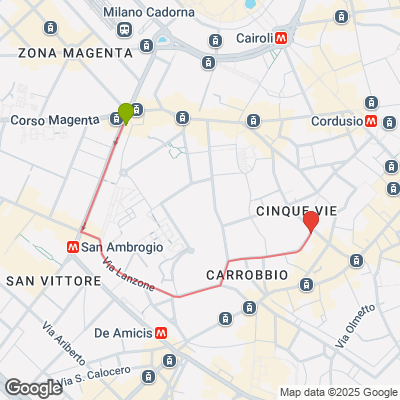 Milano Cadorna
Cairoli M
ZONA MAGENTA
Corso Magenta
Cordusio M
CINQUE VIE
M San Ambrogio
Via Lanzone
CARROBBIO
SAN VITTORE
Via Olmetto
De Amicis M
Via Ariberto
Via S. Calocero
Google
Map data ©2025 Google